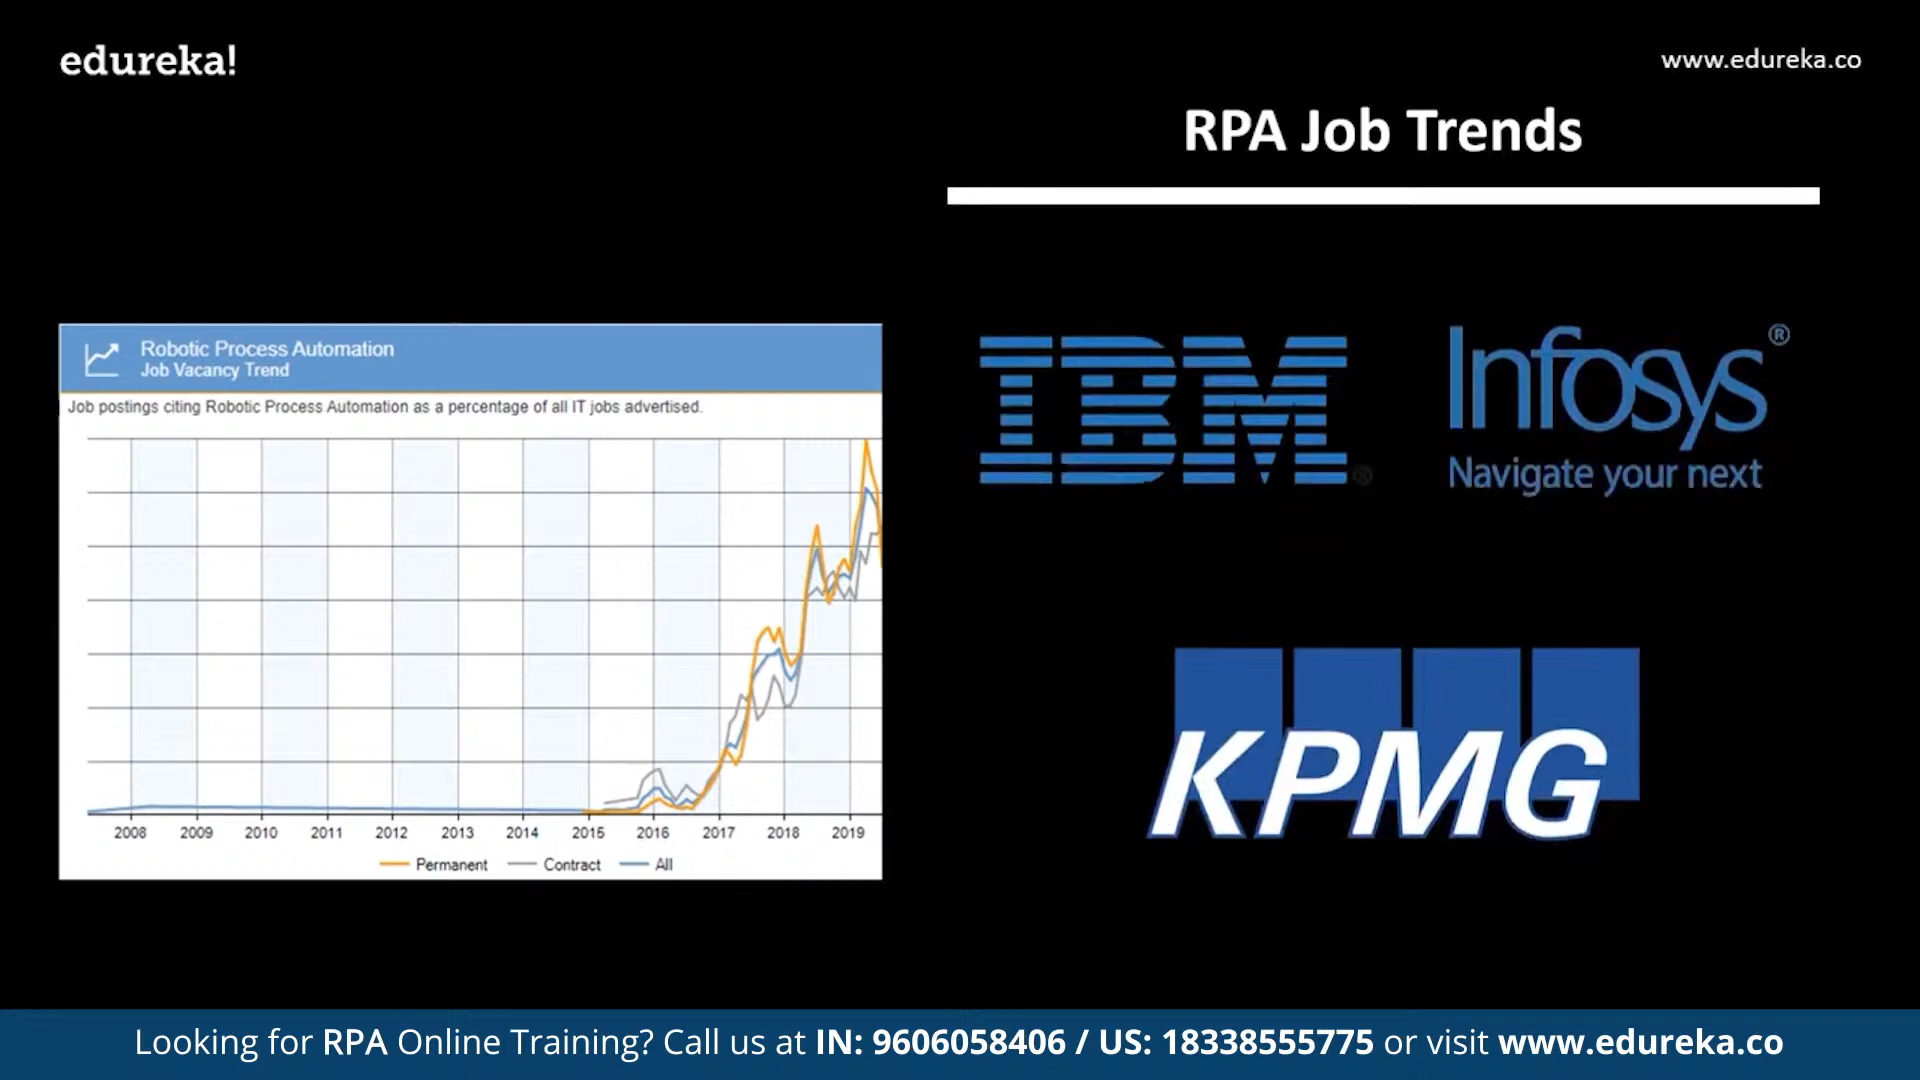 edureka!
www.edureka.co
RPA Job Trends
Robotic Process Automation
Job Vacancy Trend
Job postings citing Robotic Process Automation as a percentage of all IT jobs advertised.
2008 2009 2010 2011 2012 2013 2014 2015 2016 2017 2018 2019
Permanent Contract All
IBM®
Infosys®
Navigate your next
KPMG
Looking for RPA Online Training? Call us at IN: 9606058406 / US: 18338555775 or visit www.edureka.co